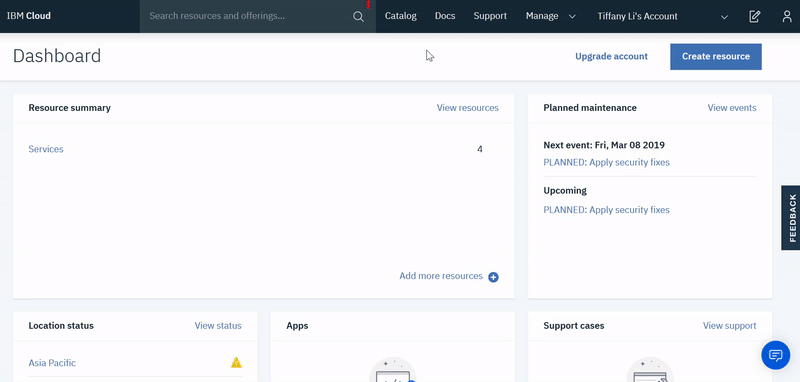 IBM Cloud
Search resources and offerings...
Catalog
Docs
Support
Manage
Tiffany Li's Account
Dashboard
Upgrade account
Create resource
Resource summary
View resources
Services
4
Add more resources
Planned maintenance
View events
Next event: Fri, Mar 08 2019
PLANNED: Apply security fixes
Upcoming
PLANNED: Apply security fixes
FEEDBACK
Location status
View status
Asia Pacific
Apps
Support cases
View support